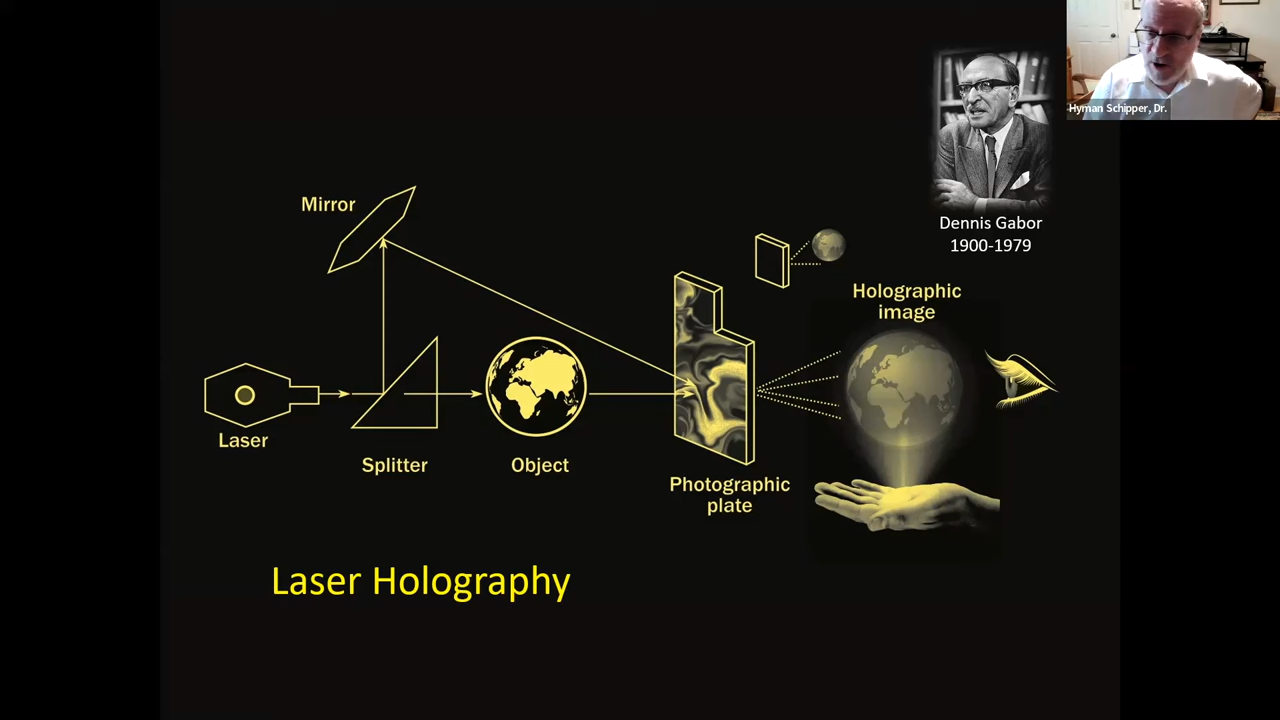 Hyman Schipper, Dr.
Dennis Gabor
1900-1979
Mirror
Holographic
image
Laser
Splitter
Object
Photographic
plate
Laser Holography